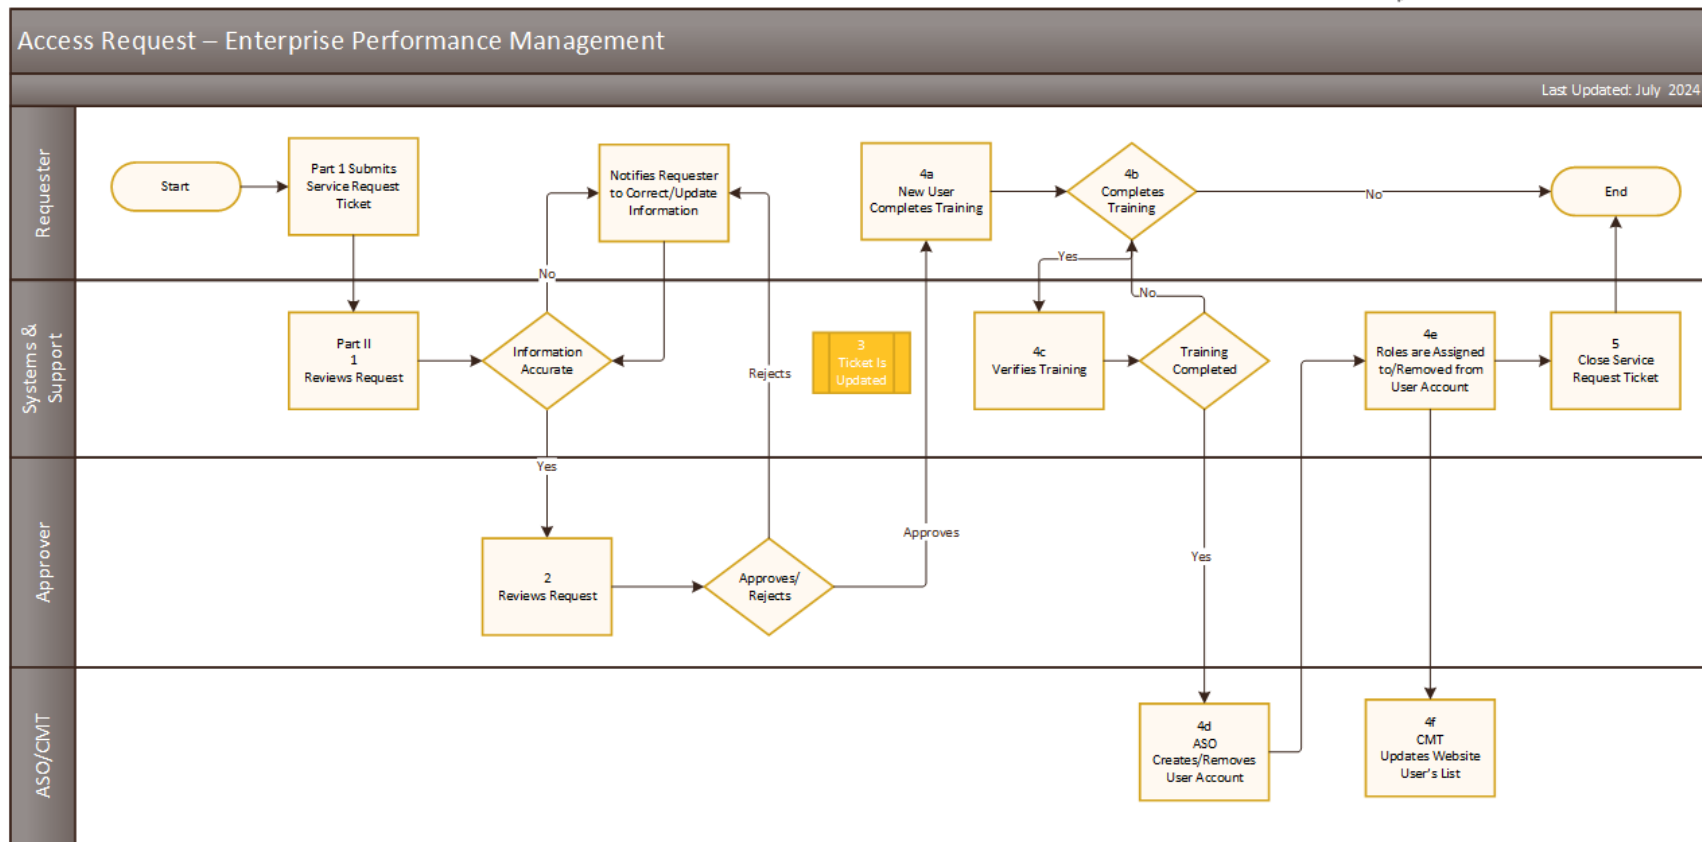 Access Request – Enterprise Performance Management
Last Updated: July 2024
Requester
Start
Part 1 Submits
Service Request
Ticket
Notifies Requester
to Correct/Update
Information
4a
New User
Completes Training
4b
Completes
Training
No
End
Yes
No
No
Systems &
Support
Part II
1
Reviews Request
Information
Accurate
Rejects
3
Ticket Is
Updated
4c
Verifies Training
Training
Completed
4e
Roles are Assigned
to/Removed from
User Account
5
Close Service
Request Ticket
Yes
Approver
2
Reviews Request
Approves/
Rejects
Approves
Yes
ASO/CMT
4d
ASO
Creates/Removes
User Account
4f
CMT
Updates Website
User's List